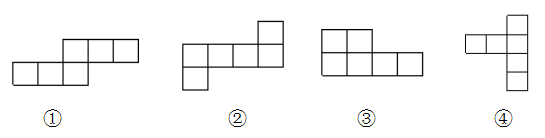 ① ② ③ ④